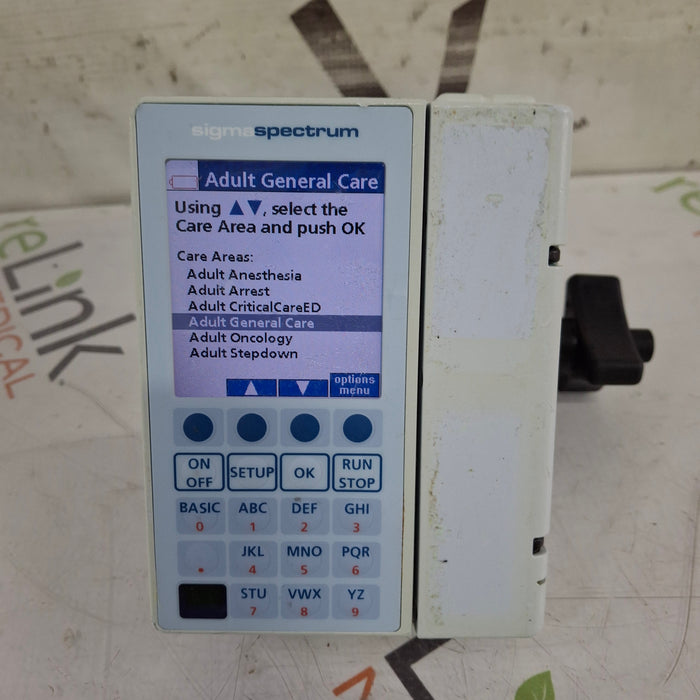 sigmaspectrum
Adult General Care
Using ▲▼, select the
Care Area and push OK
Care Areas:
Adult Anesthesia
Adult Arrest
Adult CriticalCareED
Adult General Care
Adult Oncology
Adult Stepdown
options
menu
ON
OFF
SETUP
OK
RUN
STOP
BASIC
0
ABC
1
DEF
2
GHI
3
.
JKL
4
MNO
5
PQR
6
STU
7
VWX
8
YZ
9
reLink